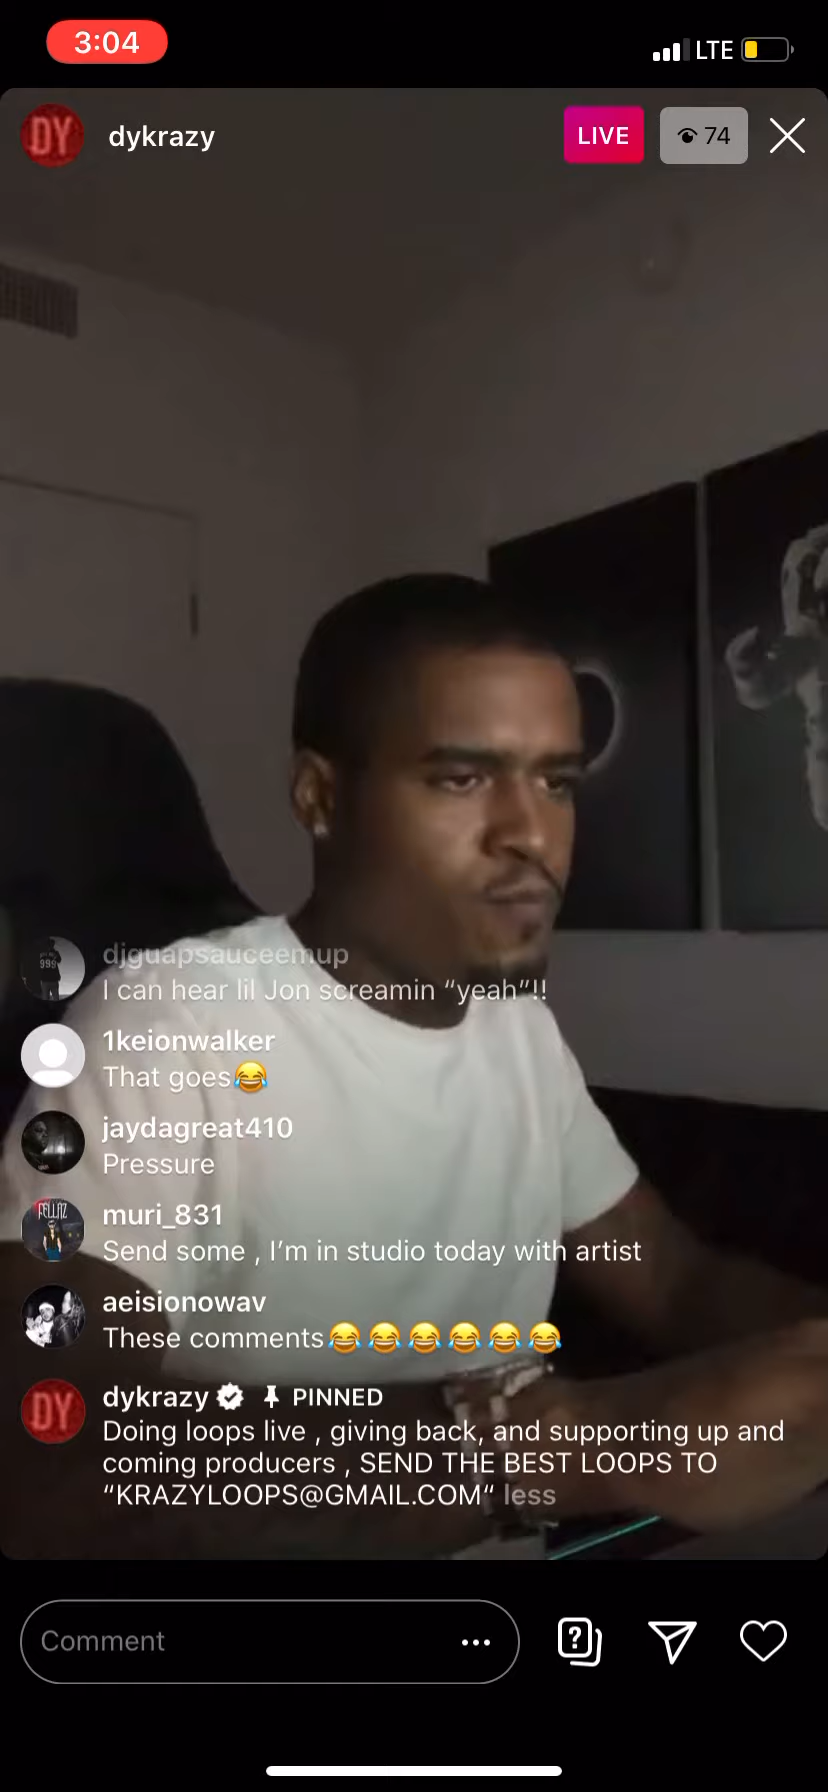 3:04
LTE
DY
dykrazy
LIVE
74
djguapsauceemup
I can hear lil Jon screamin “yeah”!!
1keionwalker
That goes😂
jaydagreat410
Pressure
FELLAZ
muri_831
Send some , I’m in studio today with artist
aeisionowav
These comments😂😂😂😂😂😂
DY
dykrazy PINNED
Doing loops live , giving back, and supporting up and
coming producers , SEND THE BEST LOOPS TO
“KRAZYLOOPS@GMAIL.COM“ less
Comment